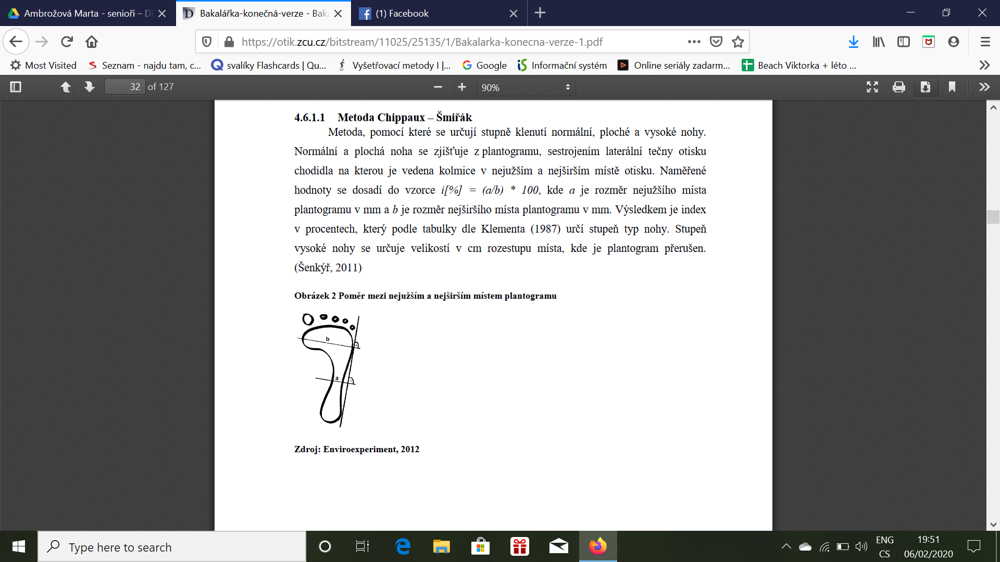 Ambrožová Marta - senioři – Di
Bakalářka-konečná-verze - Baka
(1) Facebook
https://otik.zcu.cz/bitstream/11025/25135/1/Bakalarka-konecna-verze-1.pdf
Most Visited
Seznam - najdu tam, c...
svalíky Flashcards | Qu...
Vyšetřovací metody I |...
Google
Informační systém
Online seriály zadarm...
Beach Viktorka + léto ...
32 of 127
90%
4.6.1.1 Metoda Chippaux – Šmiřák
Metoda, pomocí které se určují stupně klenutí normální, ploché a vysoké nohy.
Normální a plochá noha se zjišťuje z plantogramu, sestrojením laterální tečny otisku
chodidla na kterou je vedena kolmice v nejužším a nejširším místě otisku. Naměřené
hodnoty se dosadí do vzorce i[%] = (a/b) * 100, kde a je rozměr nejužšího místa
plantogramu v mm a b je rozměr nejširšího místa plantogramu v mm. Výsledkem je index
v procentech, který podle tabulky dle Klementa (1987) určí stupeň typ nohy. Stupeň
vysoké nohy se určuje velikostí v cm rozestupu místa, kde je plantogram přerušen.
(Šenkýř, 2011)
Obrázek 2 Poměr mezi nejužším a nejširším místem plantogramu
b
a
Zdroj: Enviroexperiment, 2012
Type here to search
ENG
CS
19:51
06/02/2020